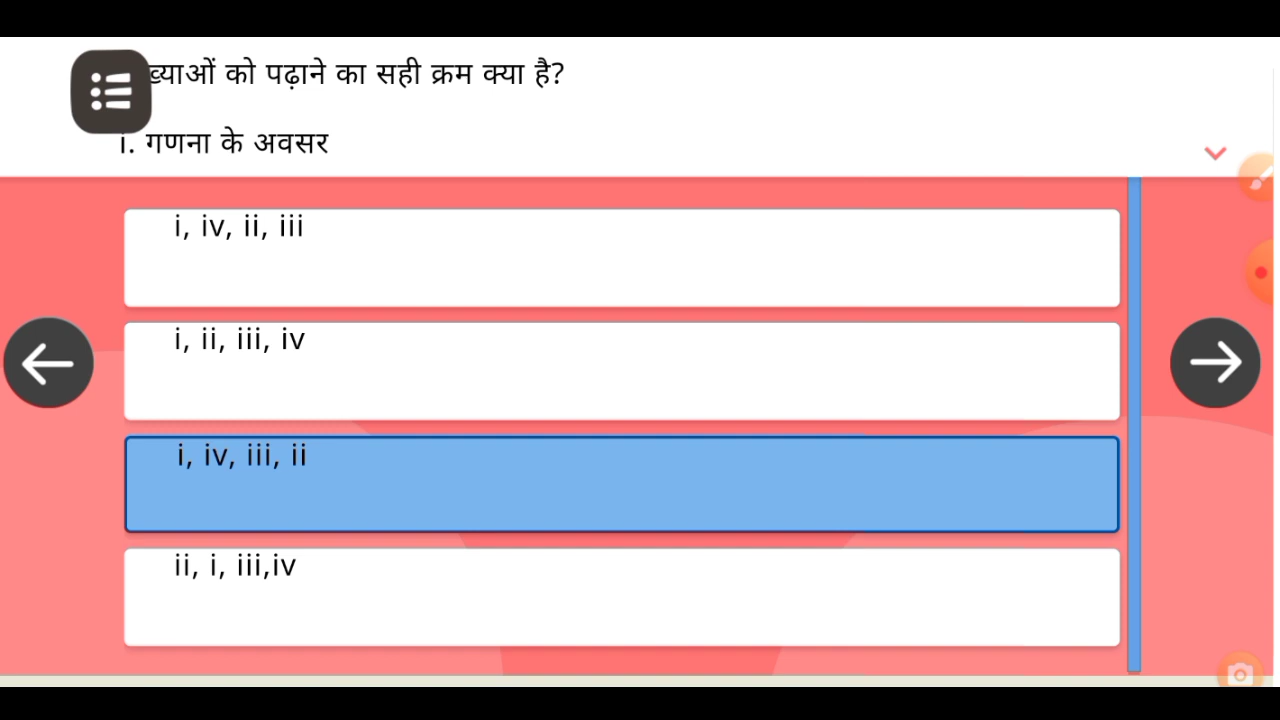 को पढ़ाने का सही क्रम क्या है?
i. गणना के अवसर
i, iv, ii, iii
i, ii, iii, iv
i, iv, iii, ii
ii, i, iii,iv